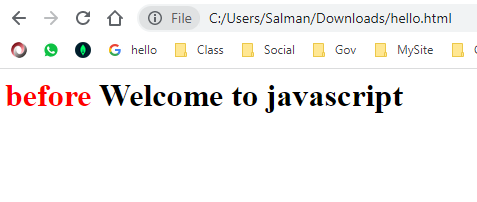 File C:/Users/Salman/Downloads/hello.html
hello Class Social Gov MySite
before Welcome to javascript